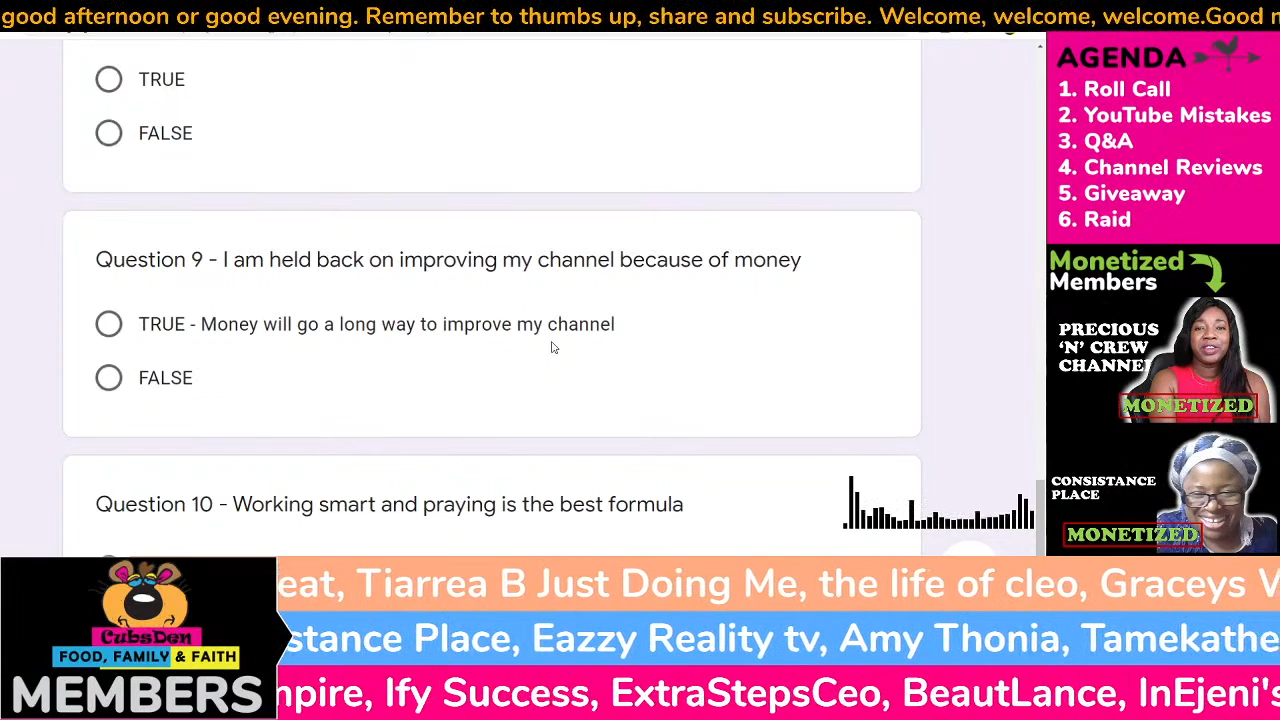 good afternoon or good evening. Remember to thumbs up, share and subscribe. Welcome, welcome, welcome.Good
TRUE
FALSE
Question 9 - I am held back on improving my channel because of money
TRUE - Money will go a long way to improve my channel
FALSE
Question 10 - Working smart and praying is the best formula
AGENDA
1. Roll Call
2. YouTube Mistakes
3. Q&A
4. Channel Reviews
5. Giveaway
6. Raid
Monetized
Members
PRECIOUS
‘N’ CREW
CHANNEL
MONETIZED
CONSISTANCE
PLACE
MONETIZED
CubsDen
FOOD, FAMILY & FAITH
MEMBERS
eat, Tiarrea B Just Doing Me, the life of cleo, Graceys
stance Place, Eazzy Reality tv, Amy Thonia, Tamekathe
mpire, Ify Success, ExtraStepsCeo, BeautLance, InEjeni's